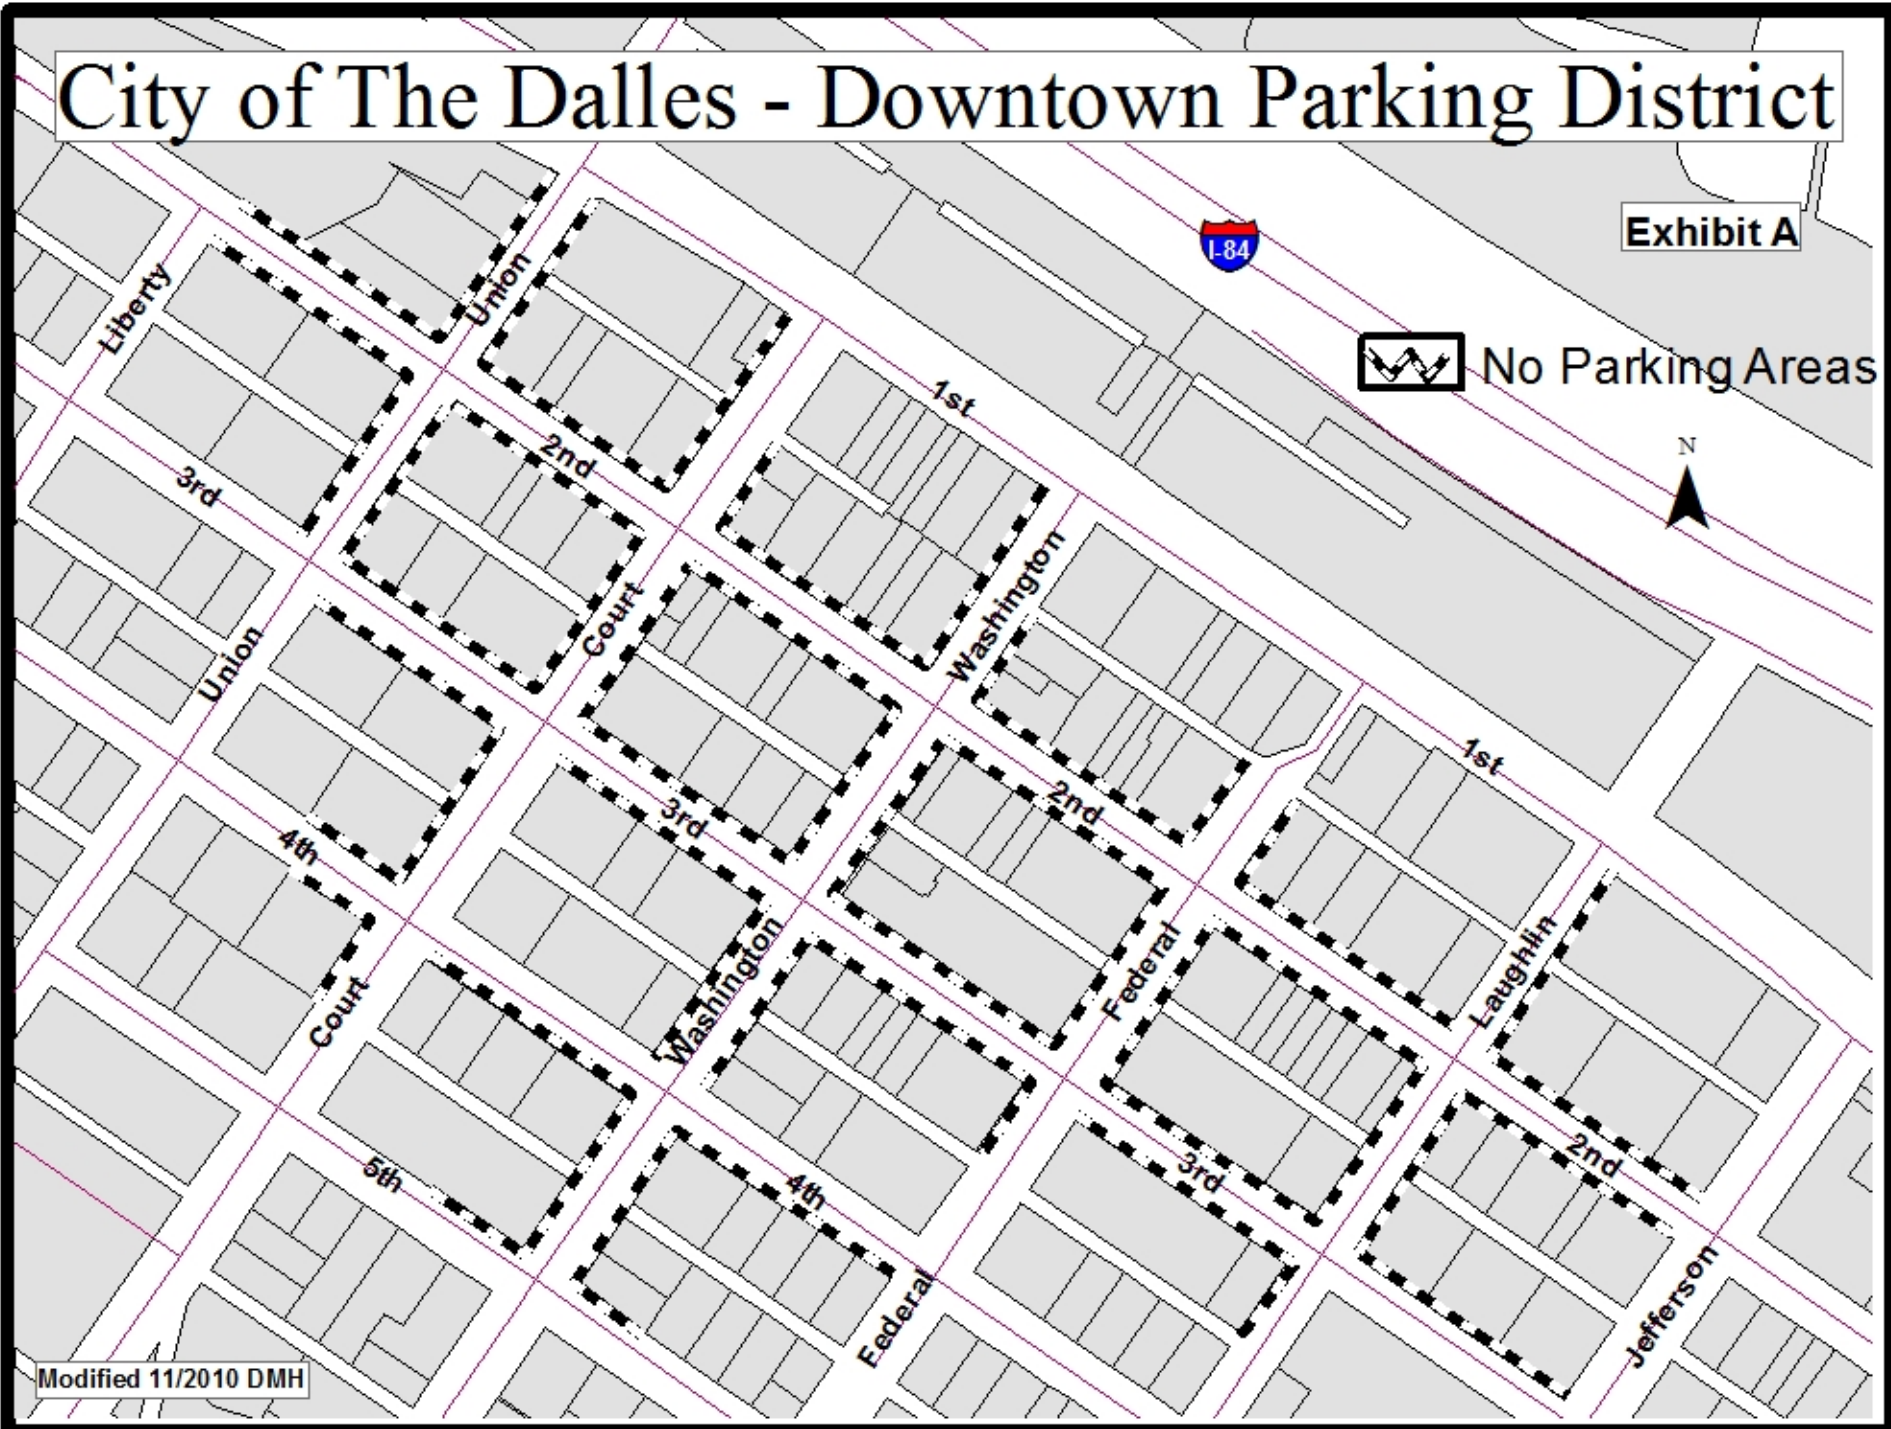 City of The Dalles - Downtown Parking District
Exhibit A
I-84
No Parking Areas
N
Liberty
Union
1st
2nd
3rd
Washington
Court
Union
1st
2nd
3rd
4th
Laughlin
Federal
Washington
Court
2nd
3rd
4th
5th
Jefferson
Federal
Modified 11/2010 DMH